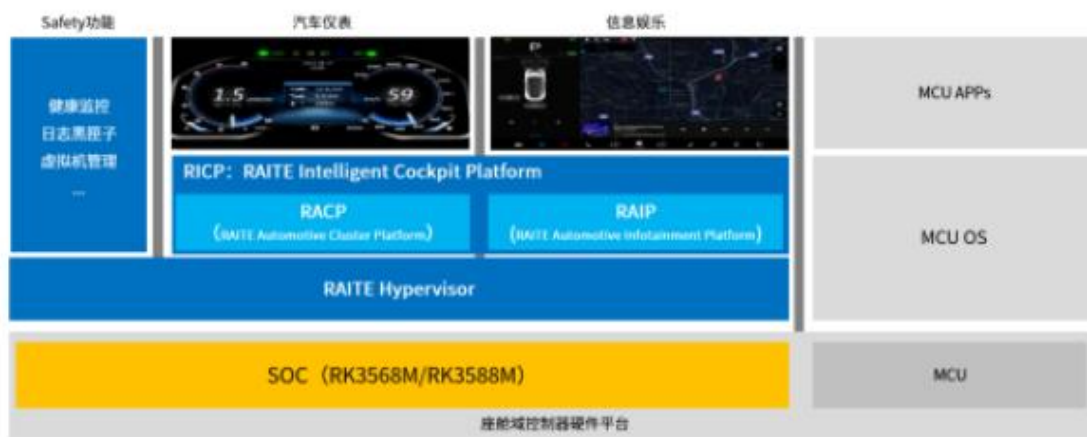 Safety功能
汽车仪表
信息娱乐
健康监控
日志黑匣子
虚拟机管理
...
1.5
59
P
MCU APPs
RICP：RAITE Intelligent Cockpit Platform
RACP
（RAITE Automotive Cluster Platform）
RAIP
（RAITE Automotive Infotainment Platform）
MCU OS
RAITE Hypervisor
SOC（RK3568M/RK3588M）
MCU
座舱域控制器硬件平台